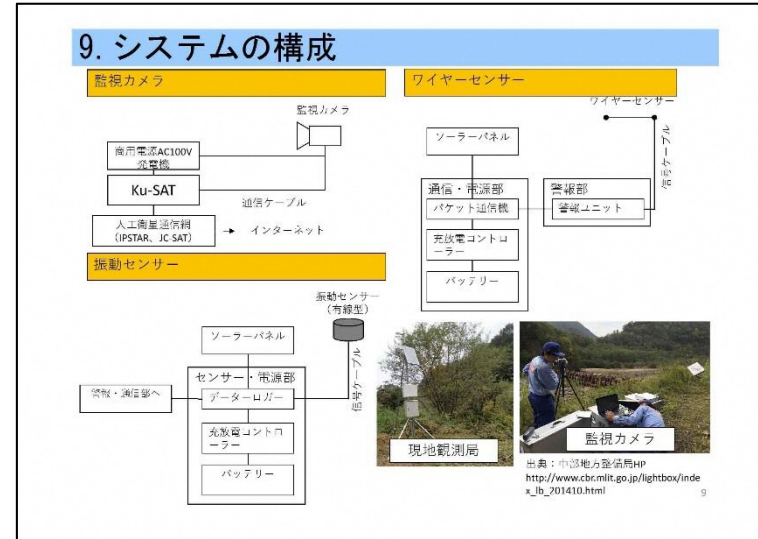 9. システムの構成
監視カメラ
監視カメラ
商用電源AC100V
発電機
Ku-SAT
通信ケーブル
人工衛星通信網
（IPSTAR、JC-SAT）
インターネット
ワイヤーセンサー
ワイヤーセンサー
ソーラーパネル
信号ケーブル
通信・電源部
警報部
パケット通信機
警報ユニット
充放電コントロ
ーラー
バッテリー
振動センサー
振動センサー
（有線型）
ソーラーパネル
信号ケーブル
センサー・電源部
警報・通信部へ
データーロガー
充放電コントロ
ーラー
バッテリー
現地観測局
監視カメラ
出典：中部地方整備局HP
http://www.cbr.mlit.go.jp/lightbox/inde
x_lb_201410.html
9